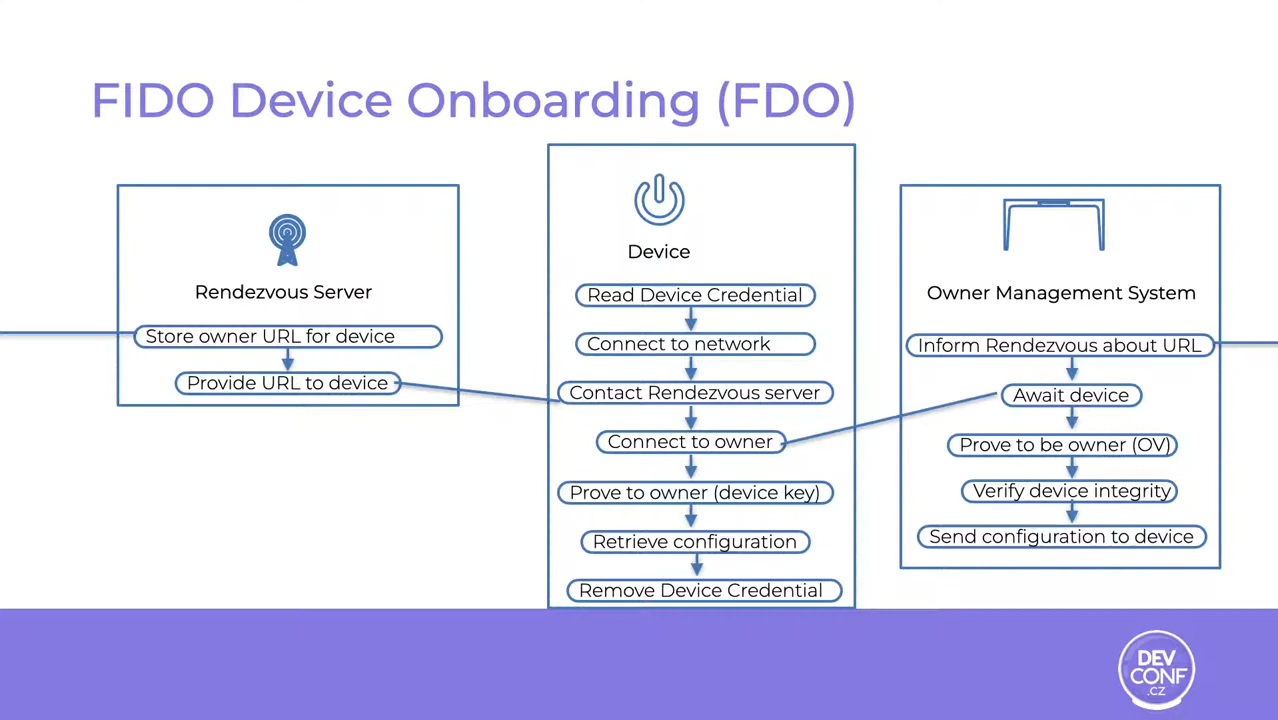 FIDO Device Onboarding (FDO)
Rendezvous Server
Store owner URL for device
Provide URL to device
Device
Read Device Credential
Connect to network
Contact Rendezvous server
Connect to owner
Prove to owner (device key)
Retrieve configuration
Remove Device Credential
Owner Management System
Inform Rendezvous about URL
Await device
Prove to be owner (OV)
Verify device integrity
Send configuration to device
DEV
CONF
.CZ